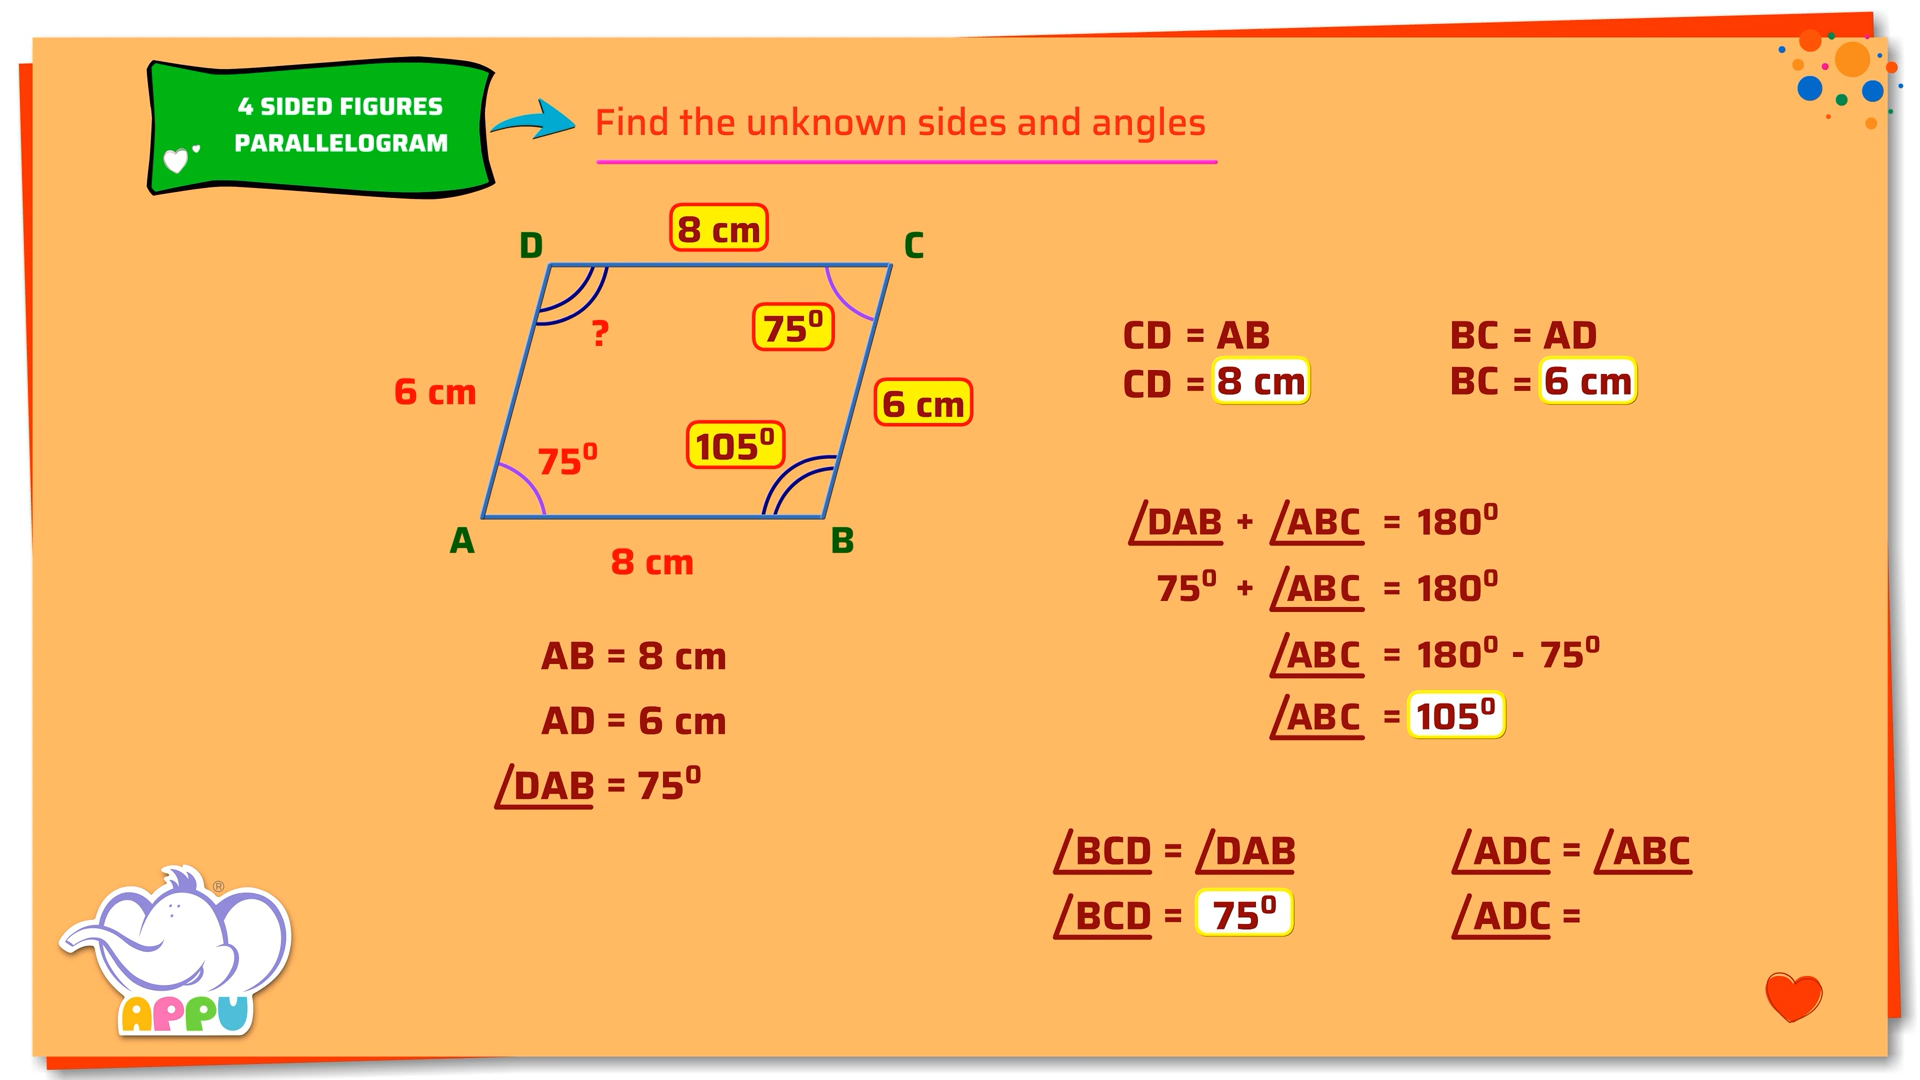 4 SIDED FIGURES
PARALLELOGRAM
Find the unknown sides and angles
8 cm
D
C
?
75⁰
6 cm
6 cm
75⁰
105⁰
A
B
8 cm
AB = 8 cm
AD = 6 cm
∠DAB = 75⁰
CD = AB
CD = 8 cm
BC = AD
BC = 6 cm
∠DAB + ∠ABC = 180⁰
75⁰ + ∠ABC = 180⁰
∠ABC = 180⁰ - 75⁰
∠ABC = 105⁰
∠BCD = ∠DAB
∠BCD = 75⁰
∠ADC = ∠ABC
∠ADC =
®
APPU